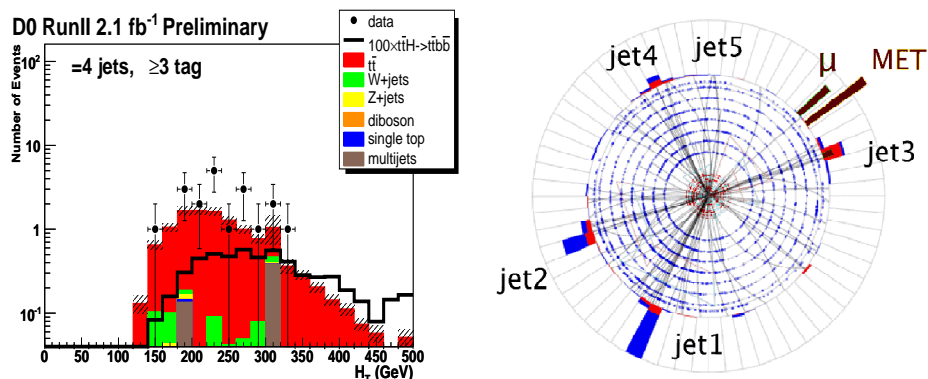 D0 RunII 2.1 fb⁻¹ Preliminary
Number of Events
10²
10
1
10⁻¹
=4 jets, ≥3 tag
data
100×tt̄H->tt̄bb̄
tt̄
W+jets
Z+jets
diboson
single top
multijets
0 50 100 150 200 250 300 350 400 450 500
H_T (GeV)
jet4
jet5
μ
MET
jet3
jet2
jet1